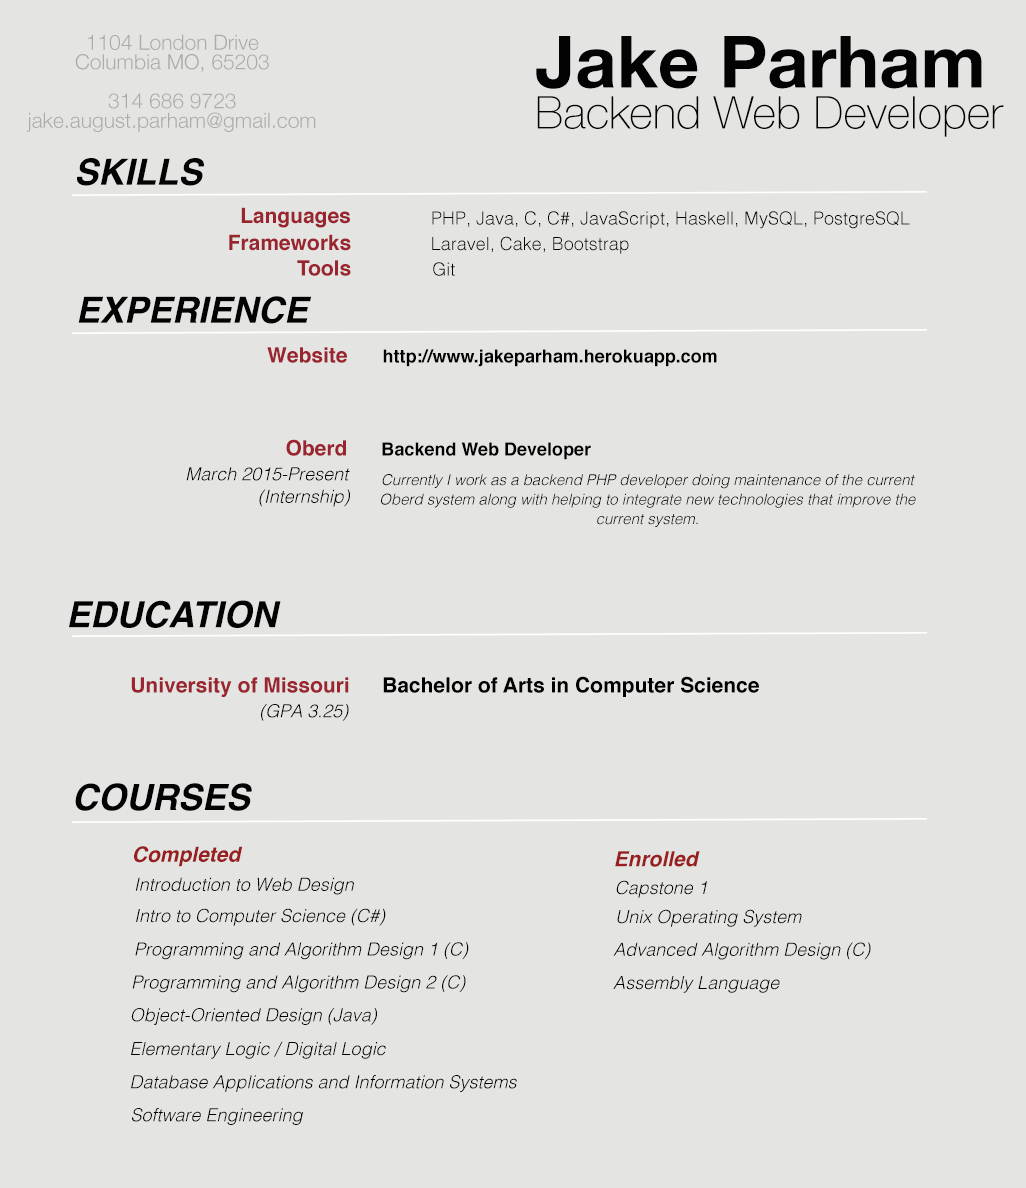 1104 London Drive
Columbia MO, 65203
314 686 9723
jake.august.parham@gmail.com
Jake Parham
Backend Web Developer
SKILLS
Languages PHP, Java, C, C#, JavaScript, Haskell, MySQL, PostgreSQL
Frameworks Laravel, Cake, Bootstrap
Tools Git
EXPERIENCE
Website http://www.jakeparham.herokuapp.com
Oberd Backend Web Developer
March 2015-Present
(Internship)
Currently I work as a backend PHP developer doing maintenance of the current
Oberd system along with helping to integrate new technologies that improve the
current system.
EDUCATION
University of Missouri Bachelor of Arts in Computer Science
(GPA 3.25)
COURSES
Completed
Introduction to Web Design
Intro to Computer Science (C#)
Programming and Algorithm Design 1 (C)
Programming and Algorithm Design 2 (C)
Object-Oriented Design (Java)
Elementary Logic / Digital Logic
Database Applications and Information Systems
Software Engineering
Enrolled
Capstone 1
Unix Operating System
Advanced Algorithm Design (C)
Assembly Language